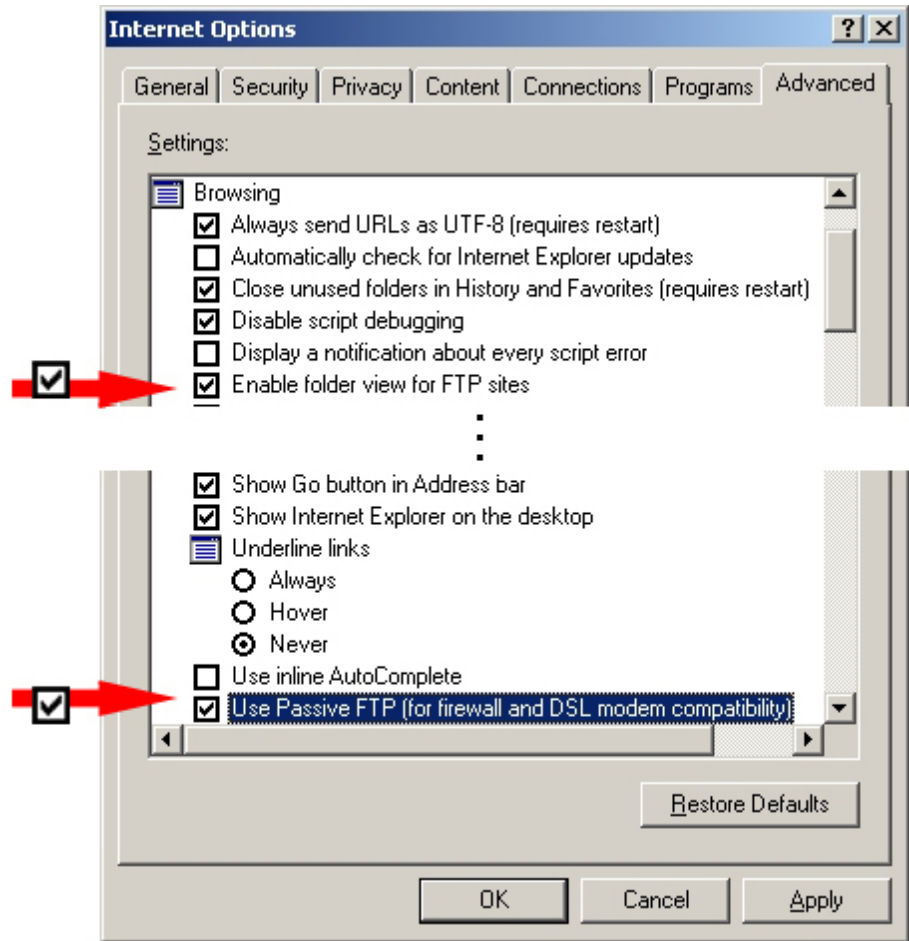 Internet Options
General Security Privacy Content Connections Programs Advanced
Settings:
Browsing
Always send URLs as UTF-8 (requires restart)
Automatically check for Internet Explorer updates
Close unused folders in History and Favorites (requires restart)
Disable script debugging
Display a notification about every script error
Enable folder view for FTP sites
Show Go button in Address bar
Show Internet Explorer on the desktop
Underline links
Always
Hover
Never
Use inline AutoComplete
Use Passive FTP (for firewall and DSL modem compatibility)
Restore Defaults
OK Cancel Apply